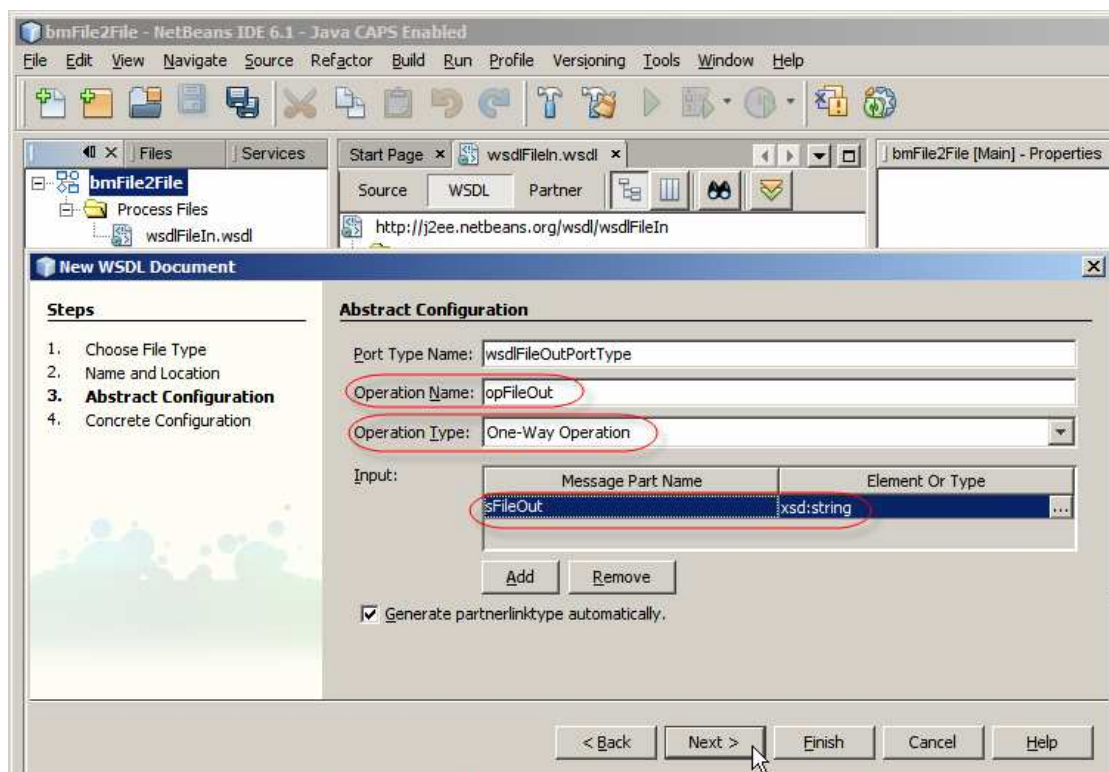 bmFile2File - NetBeans IDE 6.1 - Java CAPS Enabled
File Edit View Navigate Source Refactor Build Run Profile Versioning Tools Window Help
Files Services Start Page wsdlFileIn.wsdl bmFile2File [Main] - Properties
bmFile2File Source WSDL Partner
Process Files
wsdlFileIn.wsdl http://j2ee.netbeans.org/wsdl/wsdlFileIn
New WSDL Document
Steps
1. Choose File Type
2. Name and Location
3. Abstract Configuration
4. Concrete Configuration
Abstract Configuration
Port Type Name: wsdlFileOutPortType
Operation Name: opFileOut
Operation Type: One-Way Operation
Input: Message Part Name Element Or Type
sFileOut xsd:string ...
Add Remove
Generate partnerlinktype automatically.
< Back Next > Finish Cancel Help